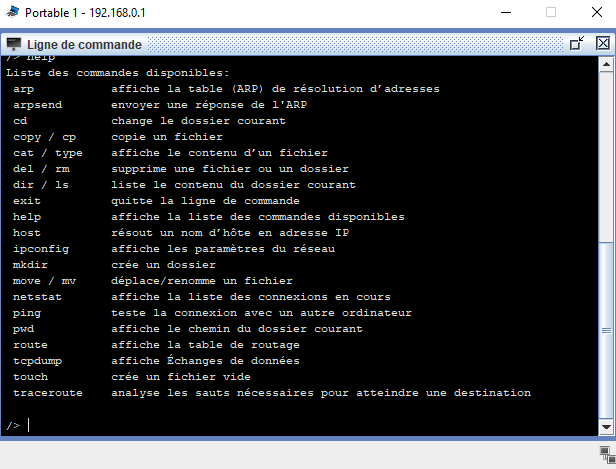 Portable 1 - 192.168.0.1
Ligne de commande
/> help
Liste des commandes disponibles:
arp affiche la table (ARP) de résolution d’adresses
arpsend envoyer une réponse de l'ARP
cd change le dossier courant
copy / cp copie un fichier
cat / type affiche le contenu d’un fichier
del / rm supprime une fichier ou un dossier
dir / ls liste le contenu du dossier courant
exit quitte la ligne de commande
help affiche la liste des commandes disponibles
host résout un nom d’hôte en adresse IP
ipconfig affiche les paramètres du réseau
mkdir crée un dossier
move / mv déplace/renomme un fichier
netstat affiche la liste des connexions en cours
ping teste la connexion avec un autre ordinateur
pwd affiche le chemin du dossier courant
route affiche la table de routage
tcpdump affiche Échanges de données
touch crée un fichier vide
traceroute analyse les sauts nécessaires pour atteindre une destination
/>